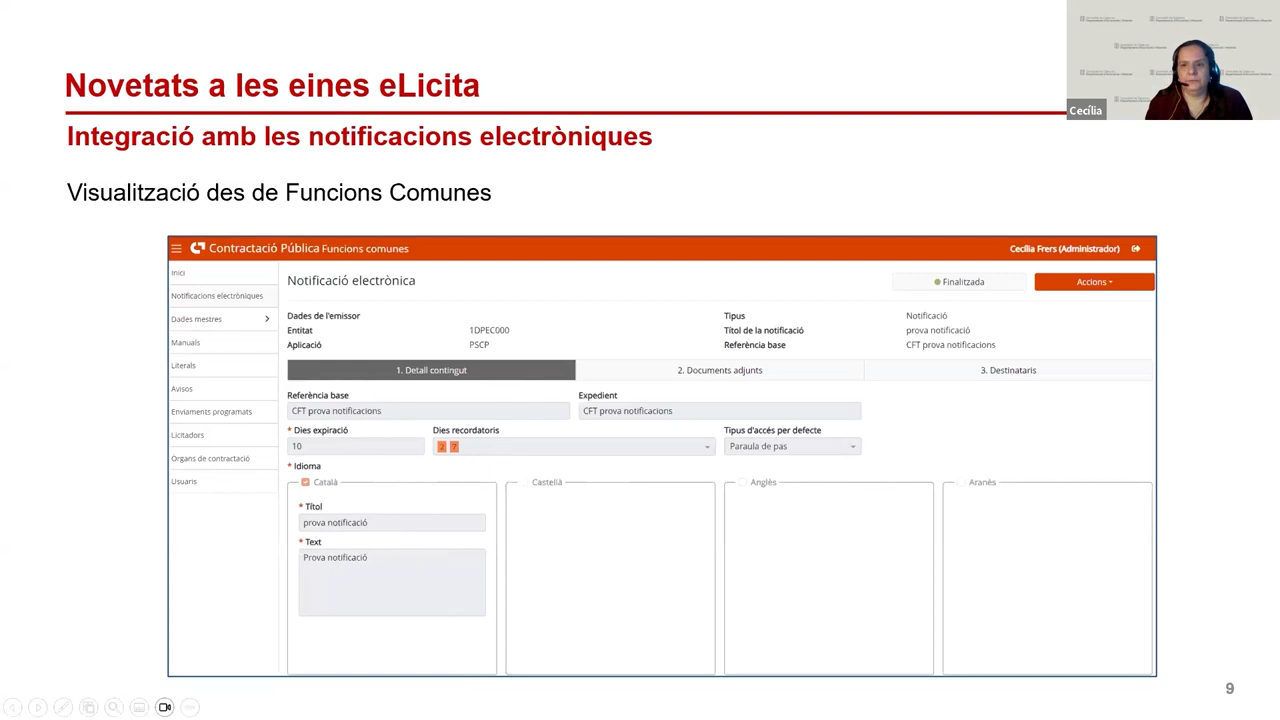 Novetats a les eines eLicita
Cecília
Integració amb les notificacions electròniques
Visualització des de Funcions Comunes
Contractació Pública Funcions comunes
Cecília Frers (Administrador)
Inici
Notificacions electròniques
Dades mestres
Manuals
Literals
Avisos
Enviaments programats
Licitadors
Òrgans de contractació
Usuaris
Notificació electrònica
Finalitzada
Accions
Dades de l'emissor
Entitat 1DPEC000
Aplicació PSCP
Tipus Notificació
Títol de la notificació prova notificació
Referència base CFT prova notificacions
1. Detall contingut
2. Documents adjunts
3. Destinataris
Referència base
CFT prova notificacions
Expedient
CFT prova notificacions
* Dies expiració
10
Dies recordatoris
2 7
Tipus d'accés per defecte
Paraula de pas
* Idioma
Català
Castellà
Anglès
Aranès
* Títol
prova notificació
* Text
Prova notificació
9